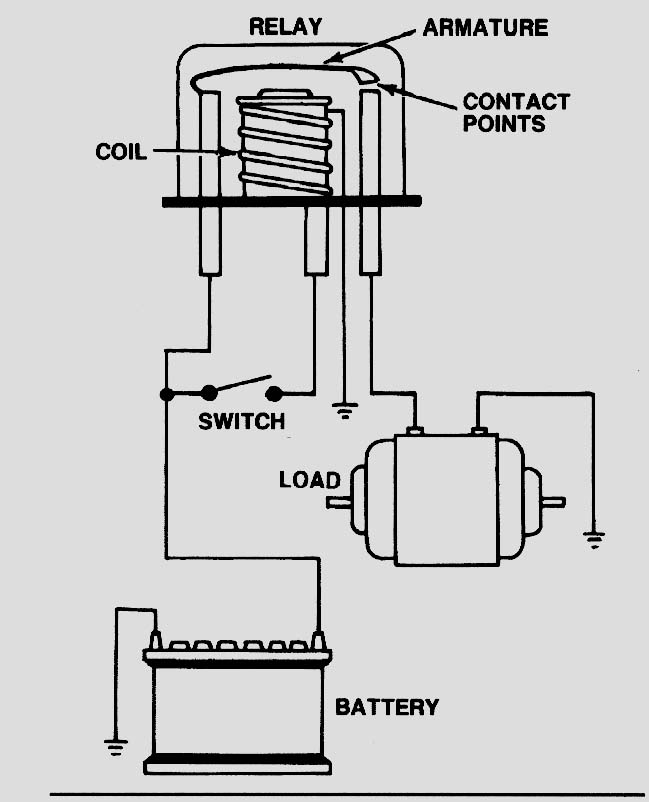 RELAY
ARMATURE
CONTACT
POINTS
COIL
SWITCH
LOAD
BATTERY